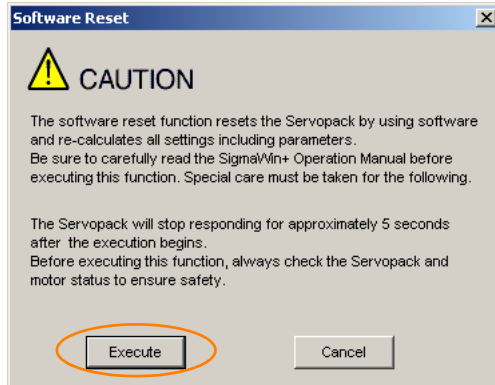 Software Reset
CAUTION
The software reset function resets the Servopack by using software
and re-calculates all settings including parameters.
Be sure to carefully read the SigmaWin+ Operation Manual before
executing this function. Special care must be taken for the following.
The Servopack will stop responding for approximately 5 seconds
after the execution begins.
Before executing this function, always check the Servopack and
motor status to ensure safety.
Execute
Cancel